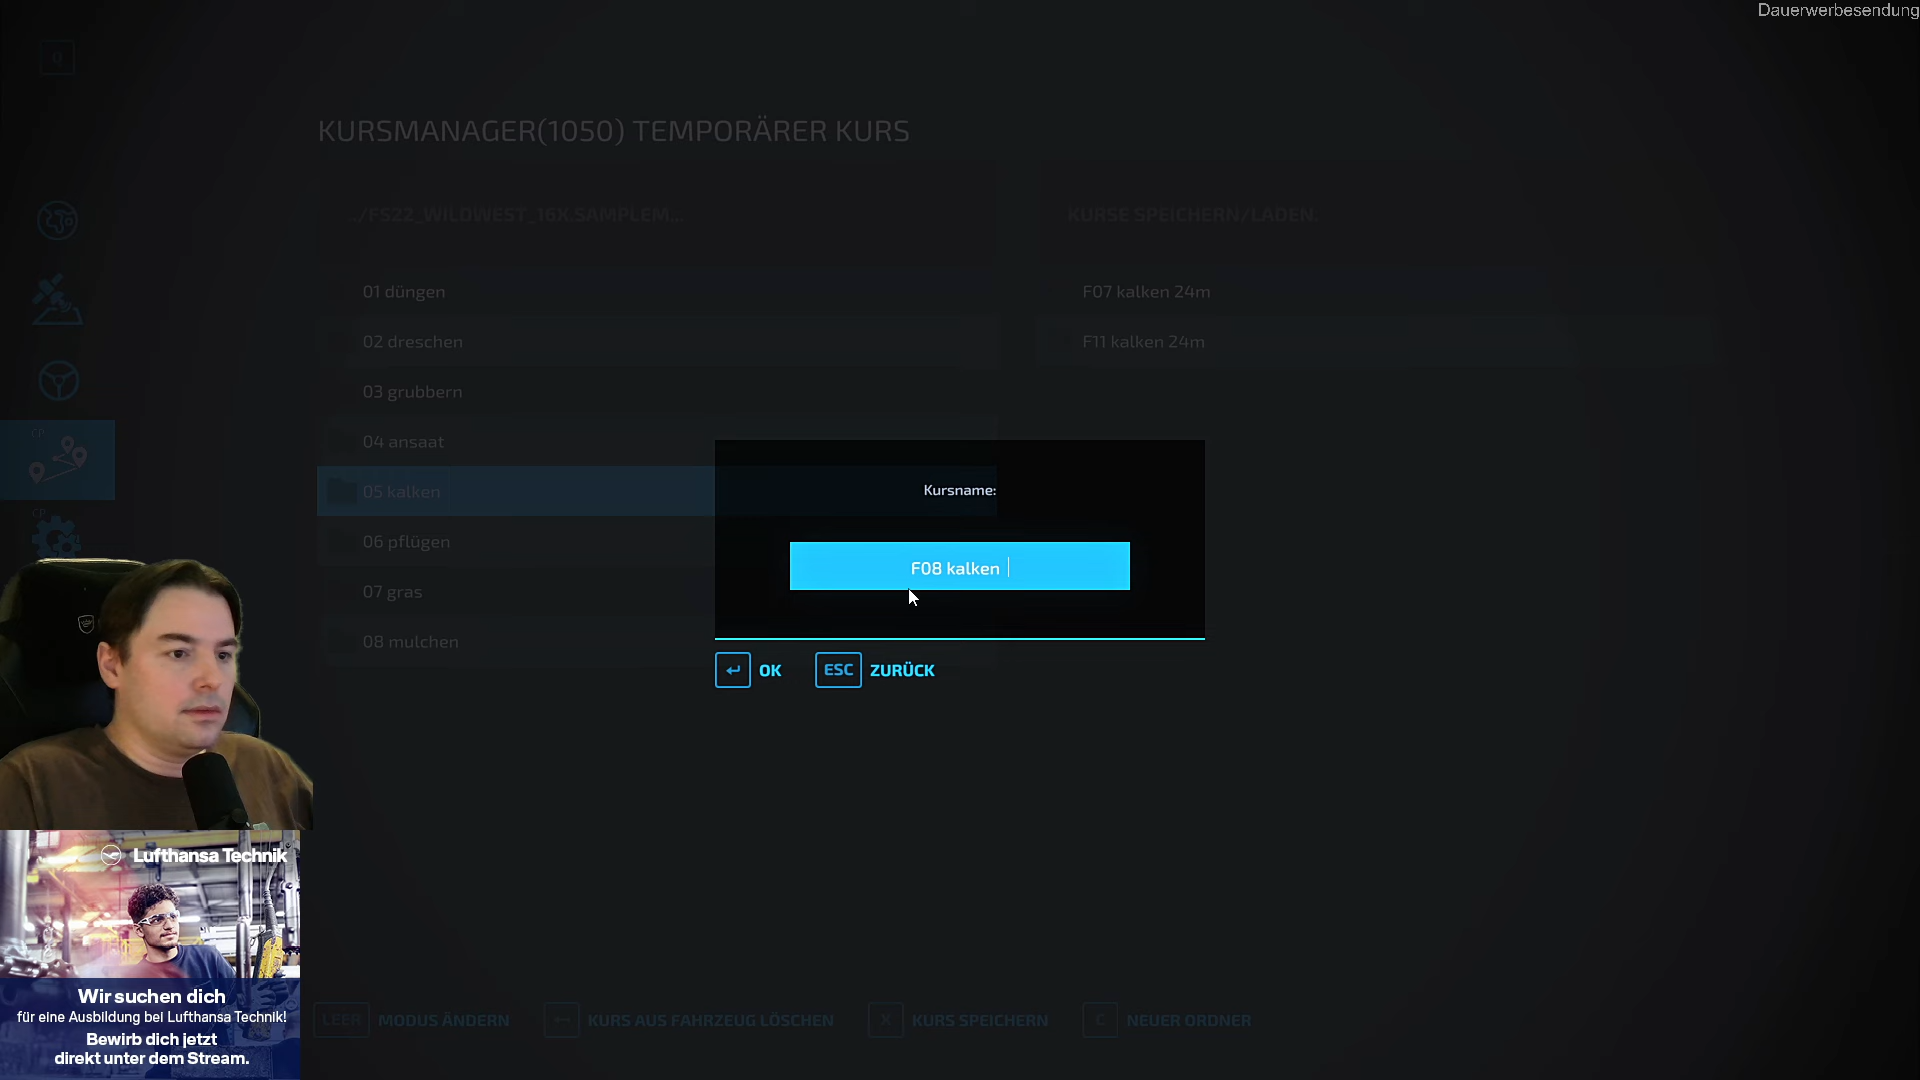 Dauerwerbesendung
Q
KURSMANAGER(1050) TEMPORÄRER KURS
../FS22_WILDWEST_16X.SAMPLEM...
KURSE SPEICHERN/LADEN.
01 düngen
02 dreschen
03 grubbern
04 ansaat
05 kalken
06 pflügen
07 gras
08 mulchen
F07 kalken 24m
F11 kalken 24m
CP
CP
Kursname:
F08 kalken
OK
ESC ZURÜCK
Lufthansa Technik
Wir suchen dich
für eine Ausbildung bei Lufthansa Technik!
Bewirb dich jetzt
direkt unter dem Stream.
LEER MODUS ÄNDERN
KURS AUS FAHRZEUG LÖSCHEN
X KURS SPEICHERN
C NEUER ORDNER